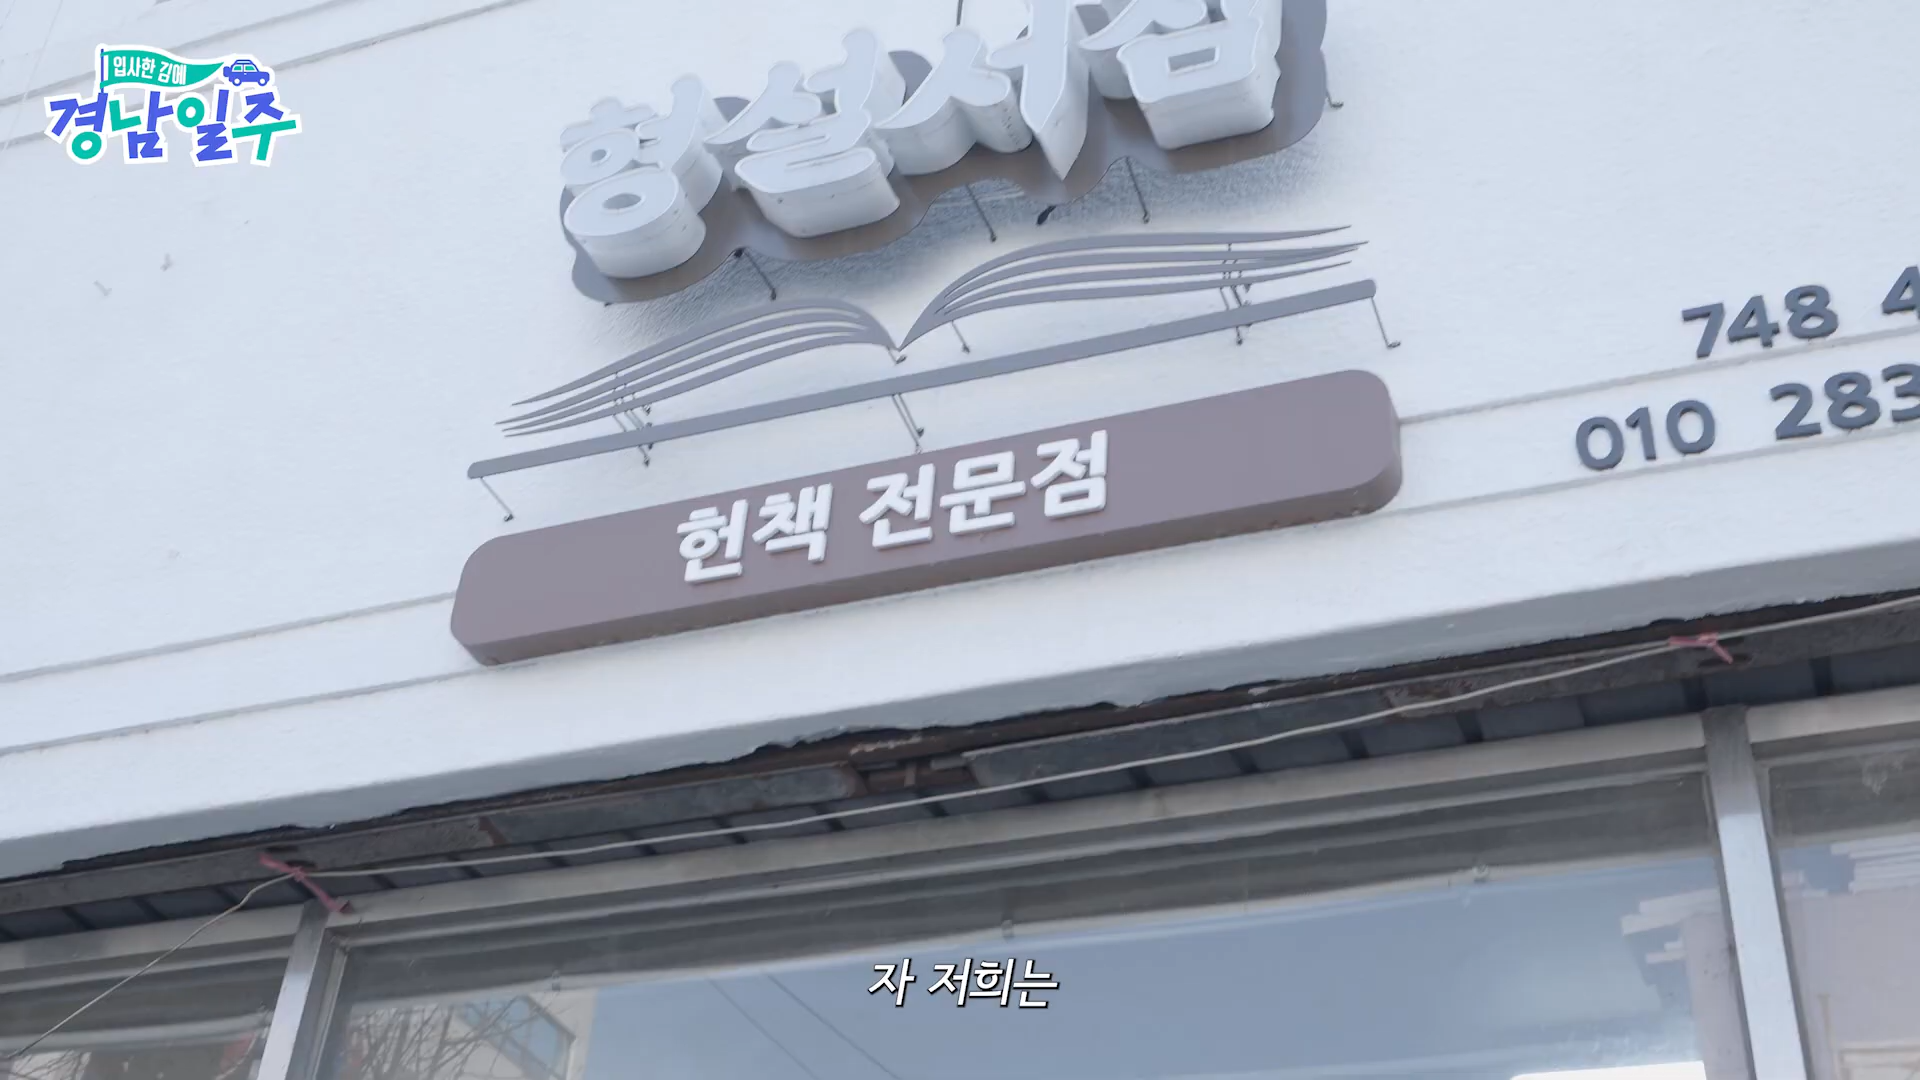 입사한 김에
경남일주
형설서점
헌책 전문점
748 4
010 283
자 저희는